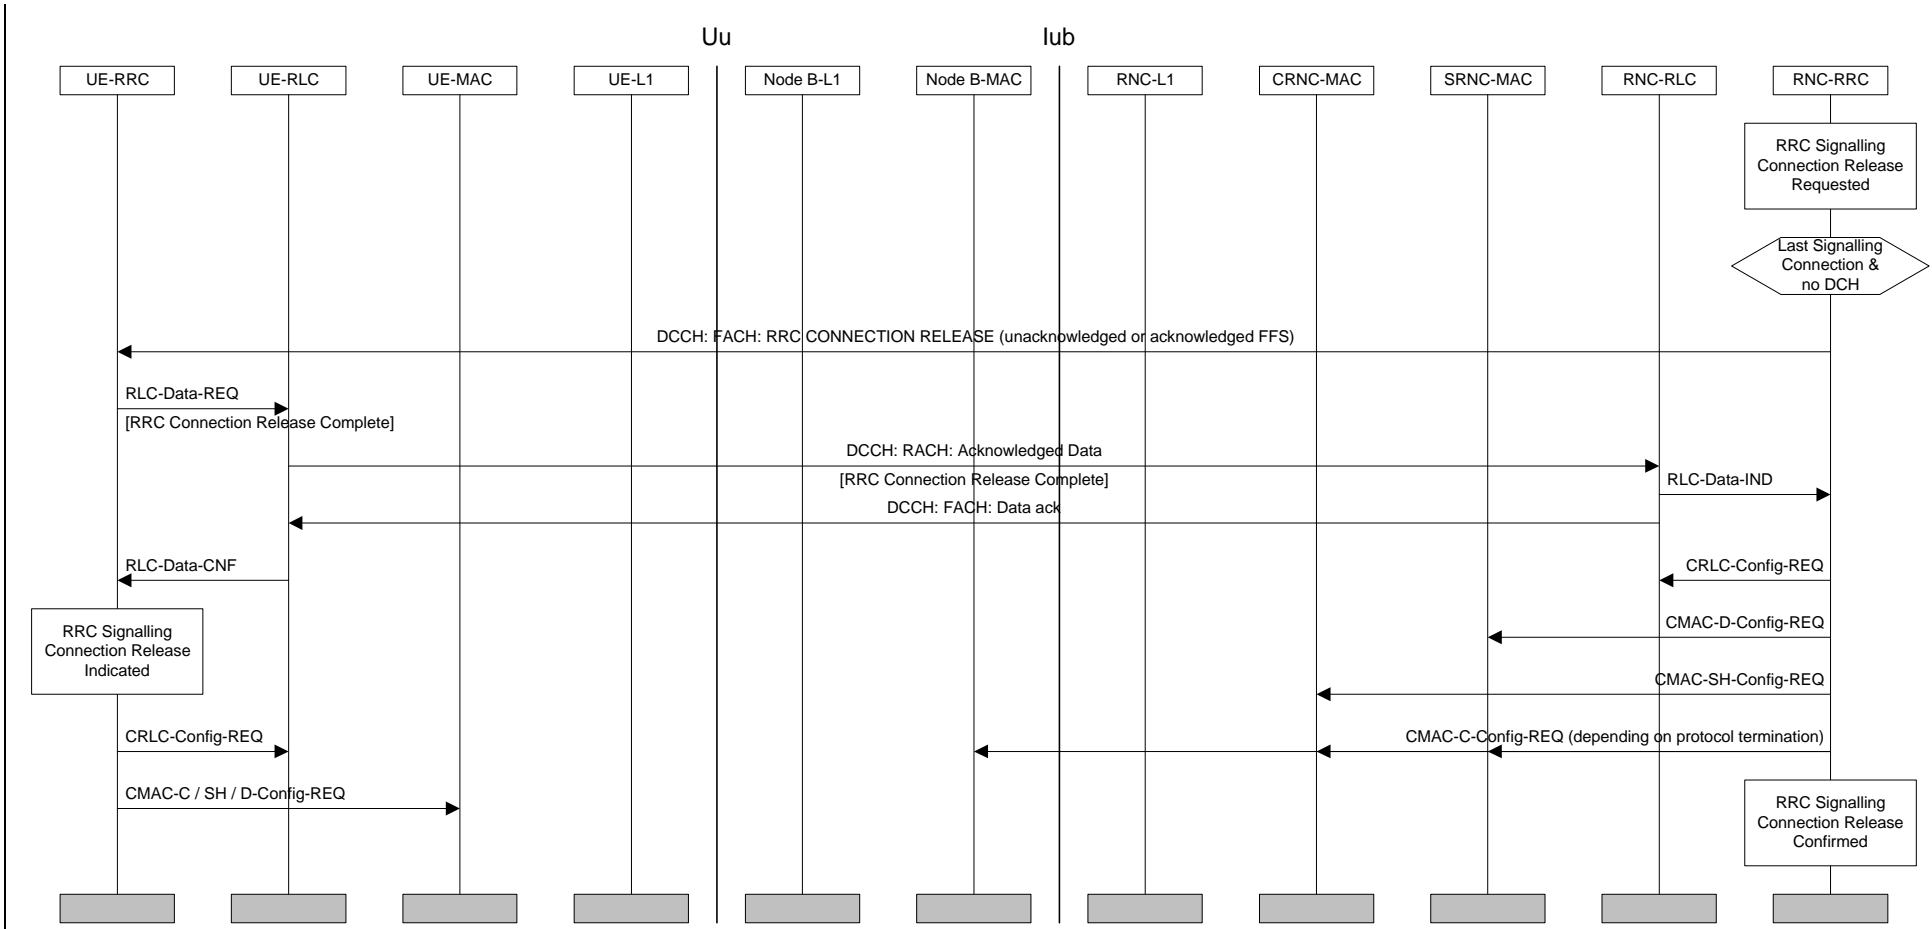 Uu
Iub
UE-RRC
UE-RLC
UE-MAC
UE-L1
Node B-L1
Node B-MAC
RNC-L1
CRNC-MAC
SRNC-MAC
RNC-RLC
RNC-RRC
RRC Signalling
Connection Release
Requested
Last Signalling
Connection &
no DCH
DCCH: FACH: RRC CONNECTION RELEASE (unacknowledged or acknowledged FFS)
RLC-Data-REQ
[RRC Connection Release Complete]
DCCH: RACH: Acknowledged Data
[RRC Connection Release Complete]
RLC-Data-IND
DCCH: FACH: Data ack
RLC-Data-CNF
CRLC-Config-REQ
RRC Signalling
Connection Release
Indicated
CMAC-D-Config-REQ
CMAC-SH-Config-REQ
CRLC-Config-REQ
CMAC-C-Config-REQ (depending on protocol termination)
CMAC-C / SH / D-Config-REQ
RRC Signalling
Connection Release
Confirmed